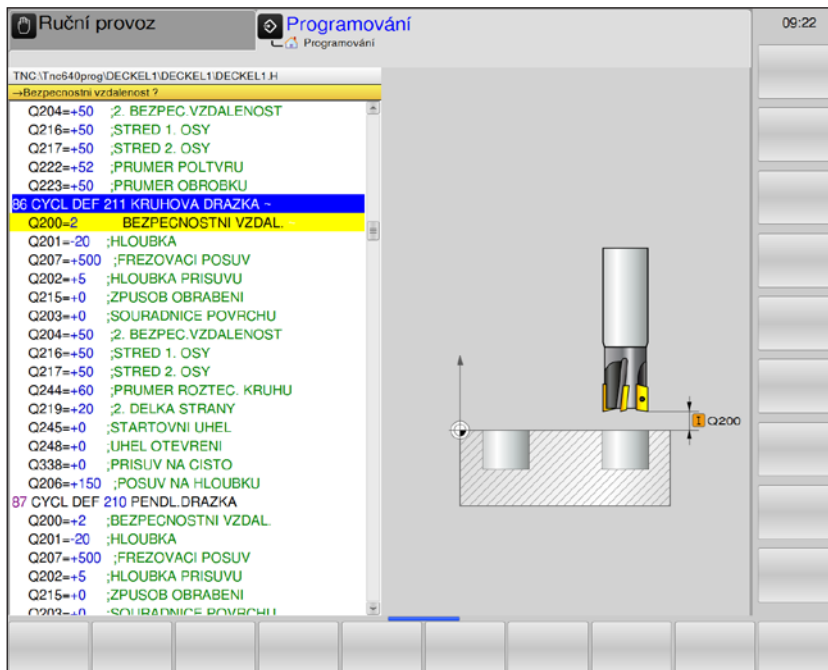 Ruční provoz
Programování
Programování
09:22
TNC:\Tnc640prog\DECKEL1\DECKEL1\DECKEL1.H
→Bezpecnostni vzdalenost ?
Q204=+50 ;2. BEZPEC.VZDALENOST
Q216=+50 ;STRED 1. OSY
Q217=+50 ;STRED 2. OSY
Q222=+52 ;PRUMER POLTVRU
Q223=+50 ;PRUMER OBROBKU
86 CYCL DEF 211 KRUHOVA DRAZKA ~
Q200=2 BEZPECNOSTNI VZDAL. ~
Q201=-20 ;HLOUBKA
Q207=+500 ;FREZOVACI POSUV
Q202=+5 ;HLOUBKA PRISUVU
Q215=+0 ;ZPUSOB OBRABENI
Q203=+0 ;SOURADNICE POVRCHU
Q204=+50 ;2. BEZPEC.VZDALENOST
Q216=+50 ;STRED 1. OSY
Q217=+50 ;STRED 2. OSY
Q244=+60 ;PRUMER ROZTEC. KRUHU
Q219=+20 ;2. DELKA STRANY
Q245=+0 ;STARTOVNI UHEL
Q248=+0 ;UHEL OTEVRENI
Q338=+0 ;PRISUV NA CISTO
Q206=+150 ;POSUV NA HLOUBKU
87 CYCL DEF 210 PENDL.DRAZKA
Q200=+2 ;BEZPECNOSTNI VZDAL.
Q201=-20 ;HLOUBKA
Q207=+500 ;FREZOVACI POSUV
Q202=+5 ;HLOUBKA PRISUVU
Q215=+0 ;ZPUSOB OBRABENI
Q203=+0 ;SOURADNICE POVRCHU
Q200